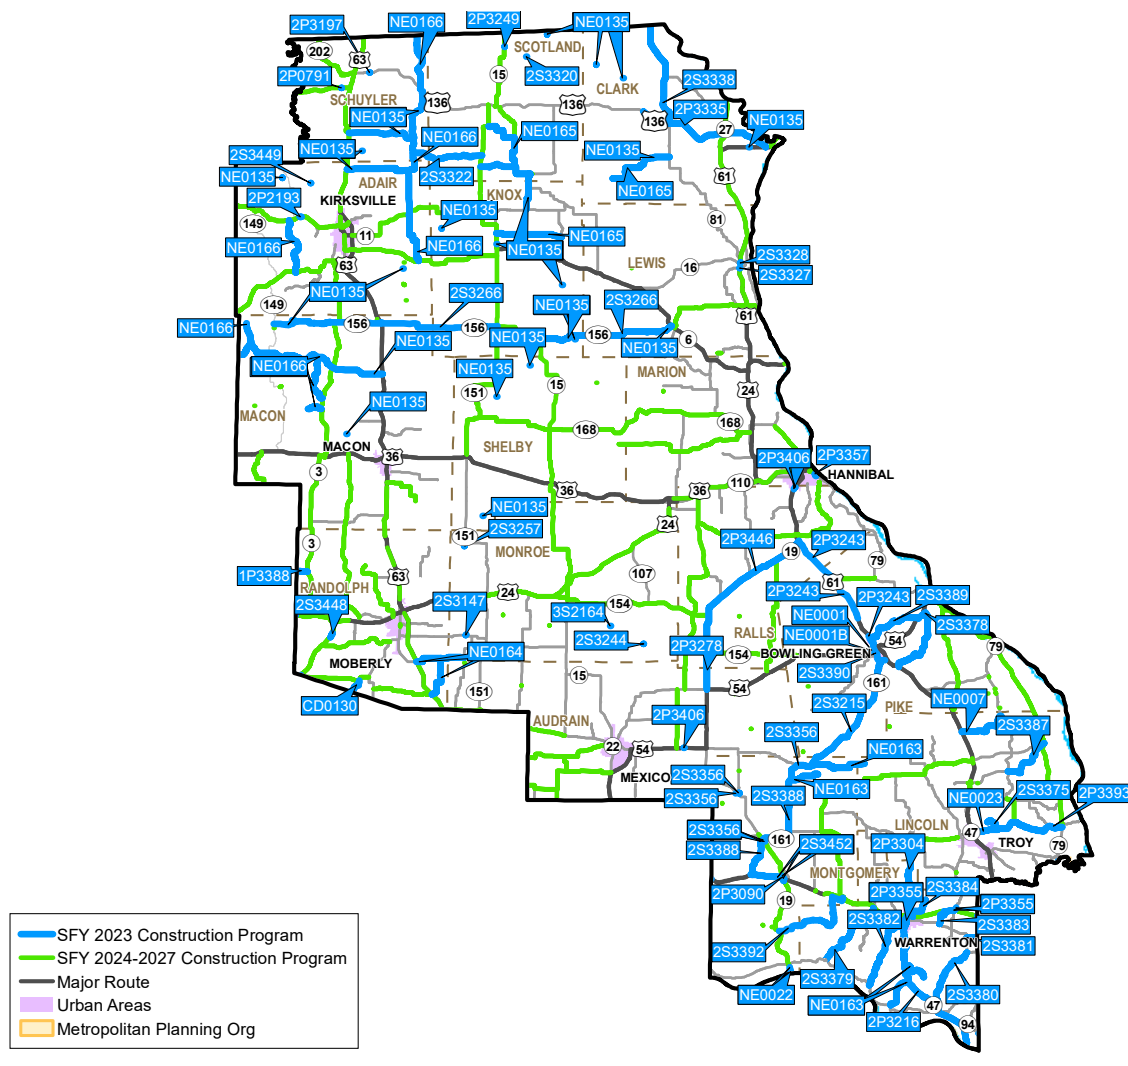 2P3197
NE0166
2P3249
NE0135
SCOTLAND
202
63
2S3320
2P0791
15
CLARK
2S3338
SCHUYLER
136
136
2P3335
NE0135
136
27
NE0135
NE0166
NE0165
2S3449
NE0135
NE0135
NE0135
2S3322
61
ADAIR
NE0165
KIRKSVILLE
KNOX
2P2193
NE0135
81
149
11
NE0166
NE0166
NE0165
NE0135
2S3328
63
LEWIS
16
2S3327
NE0135
2S3266
149
NE0135
2S3266
61
NE0166
156
156
156
NE0135
NE0135
6
NE0135
NE0166
NE0135
MARION
15
24
151
NE0135
MACON
168
168
MACON
SHELBY
36
2P3406
2P3357
3
HANNIBAL
110
36
36
NE0135
24
2S3257
151
2P3446
2P3243
3
MONROE
19
79
1P3388
107
63
61
RANDOLPH
2P3243
2P3243
2S3389
24
2S3448
2S3147
3S2164
154
NE0001
2S3378
RALLS
NE0001B
54
2S3244
2P3278
79
NE0164
154
BOWLING GREEN
MOBERLY
2S3390
15
161
54
151
CD0130
NE0007
2S3215
PIKE
2P3406
AUDRAIN
2S3387
2S3356
22
54
NE0163
MEXICO
2S3356
NE0163
2S3388
2S3375
2P3393
2S3356
NE0023
LINCOLN
2S3356
47
161
2S3452
2P3304
TROY
79
2S3388
MONTGOMERY
2S3384
2P3090
2P3355
19
2P3355
2S3382
2S3383
WARRENTON
2S3381
2S3392
2S3379
NE0022
2S3380
NE0163
47
2P3216
94
SFY 2023 Construction Program
SFY 2024-2027 Construction Program
Major Route
Urban Areas
Metropolitan Planning Org